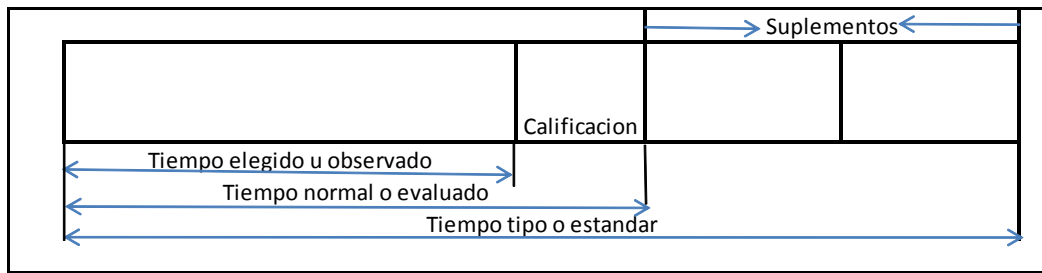 Suplementos
Calificacion
Tiempo elegido u observado
Tiempo normal o evaluado
Tiempo tipo o estandar